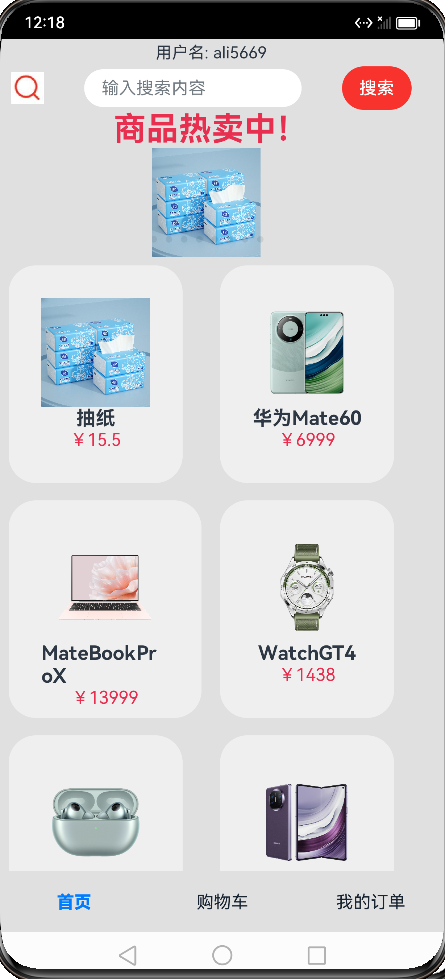 12:18
用户名: ali5669
输入搜索内容
搜索
商品热卖中!
抽纸
￥15.5
华为Mate60
￥6999
MateBookPr
oX
￥13999
WatchGT4
￥1438
首页
购物车
我的订单